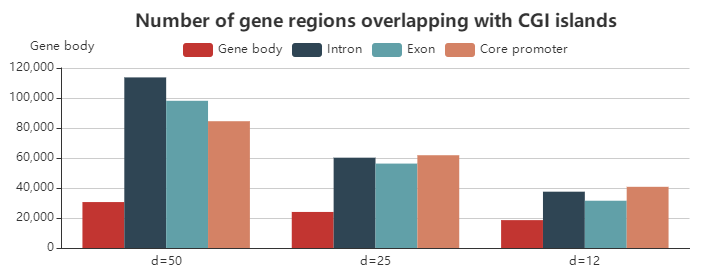 Number of gene regions overlapping with CGI islands
Gene body
Gene body Intron Exon Core promoter
120,000
100,000
80,000
60,000
40,000
20,000
0
d=50 d=25 d=12